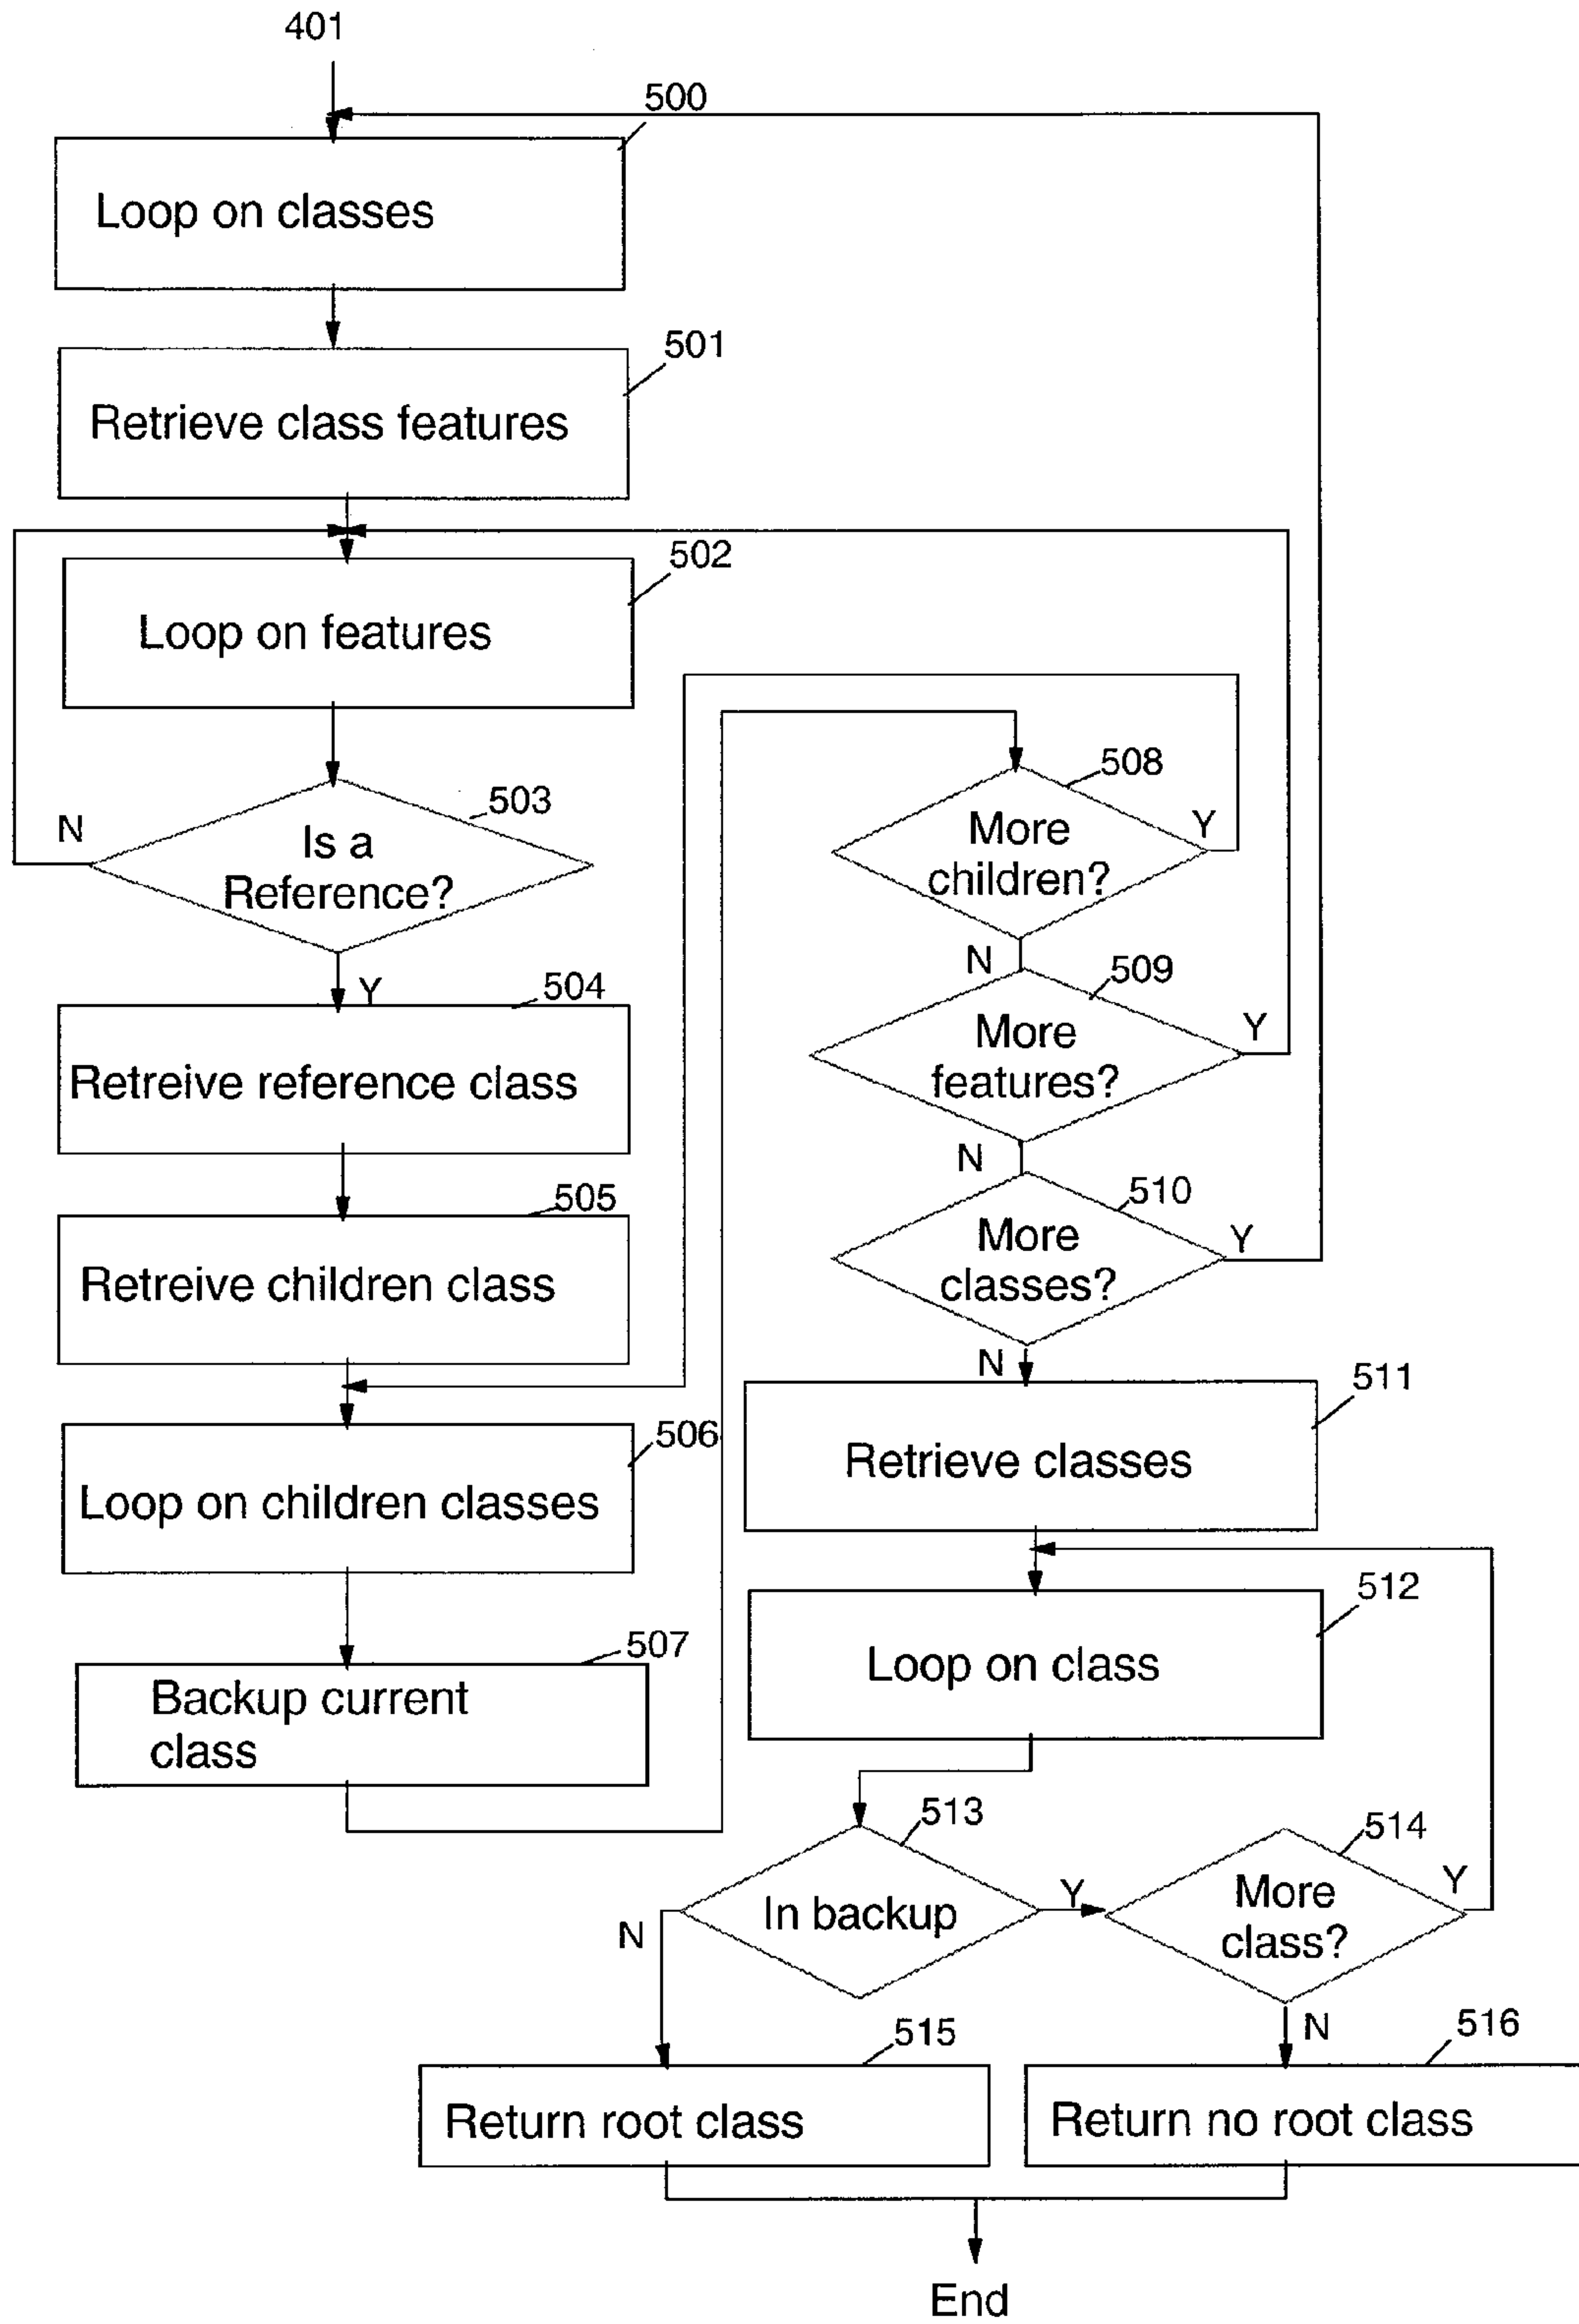 401
500
Loop on classes
501
Retrieve class features
502
Loop on features
503
N
Is a
Reference?
Y
504
Retreive reference class
505
Retreive children class
506
Loop on children classes
507
Backup current
class
508
More
children?
Y
N
509
More
features?
Y
N
510
More
classes?
Y
N
511
Retrieve classes
512
Loop on class
513
In backup
Y
N
514
More
class?
Y
N
515
Return root class
516
Return no root class
End